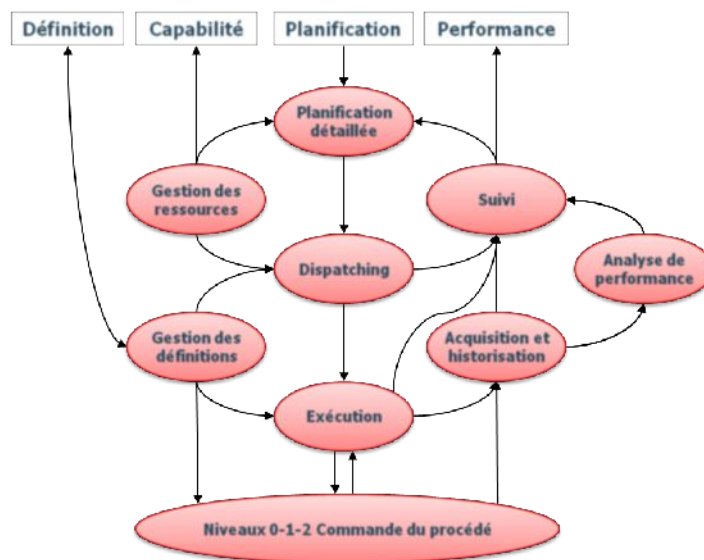 Définition
Capabilité
Planification
Performance
Planification
détaillée
Gestion des
ressources
Suivi
Dispatching
Analyse de
performance
Gestion des
définitions
Acquisition et
historisation
Exécution
Niveaux 0-1-2 Commande du procédé